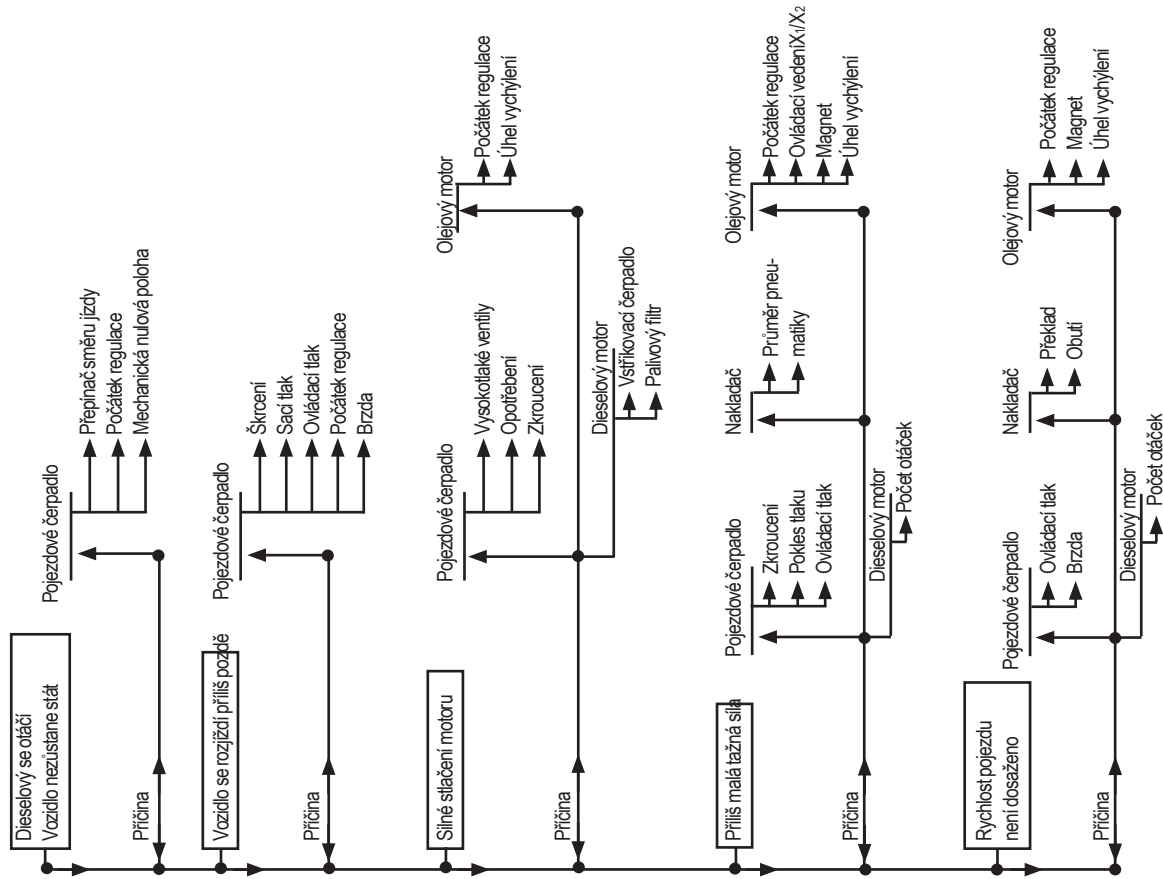 Dieselový se otáčí
Vozidlo nezůstane stát
Příčina
Pojezdové čerpadlo
Přepínač směru jízdy
Počátek regulace
Mechanická nulová poloha
Vozidlo se rozjíždí příliš pozdě
Příčina
Pojezdové čerpadlo
Škrcení
Sací tlak
Ovládací tlak
Počátek regulace
Brzda
Silné stlačení motoru
Příčina
Pojezdové čerpadlo
Vysokotlaké ventily
Opotřebení
Zkroucení
Dieselový motor
Vstřikovací čerpadlo
Palivový filtr
Olejový motor
Počátek regulace
Úhel vychýlení
Příliš malá tažná síla
Příčina
Pojezdové čerpadlo
Zkroucení
Pokles tlaku
Ovládací tlak
Dieselový motor
Počet otáček
Nakladač
Průměr pneu-
matiky
Olejový motor
Počátek regulace
Ovládací vedeníX1/X2
Magnet
Úhel vychýlení
Rychlost pojezdu
není dosaženo
Příčina
Pojezdové čerpadlo
Ovládací tlak
Brzda
Dieselový motor
Počet otáček
Nakladač
Překlad
Obutí
Olejový motor
Počátek regulace
Magnet
Úhel vychýlení